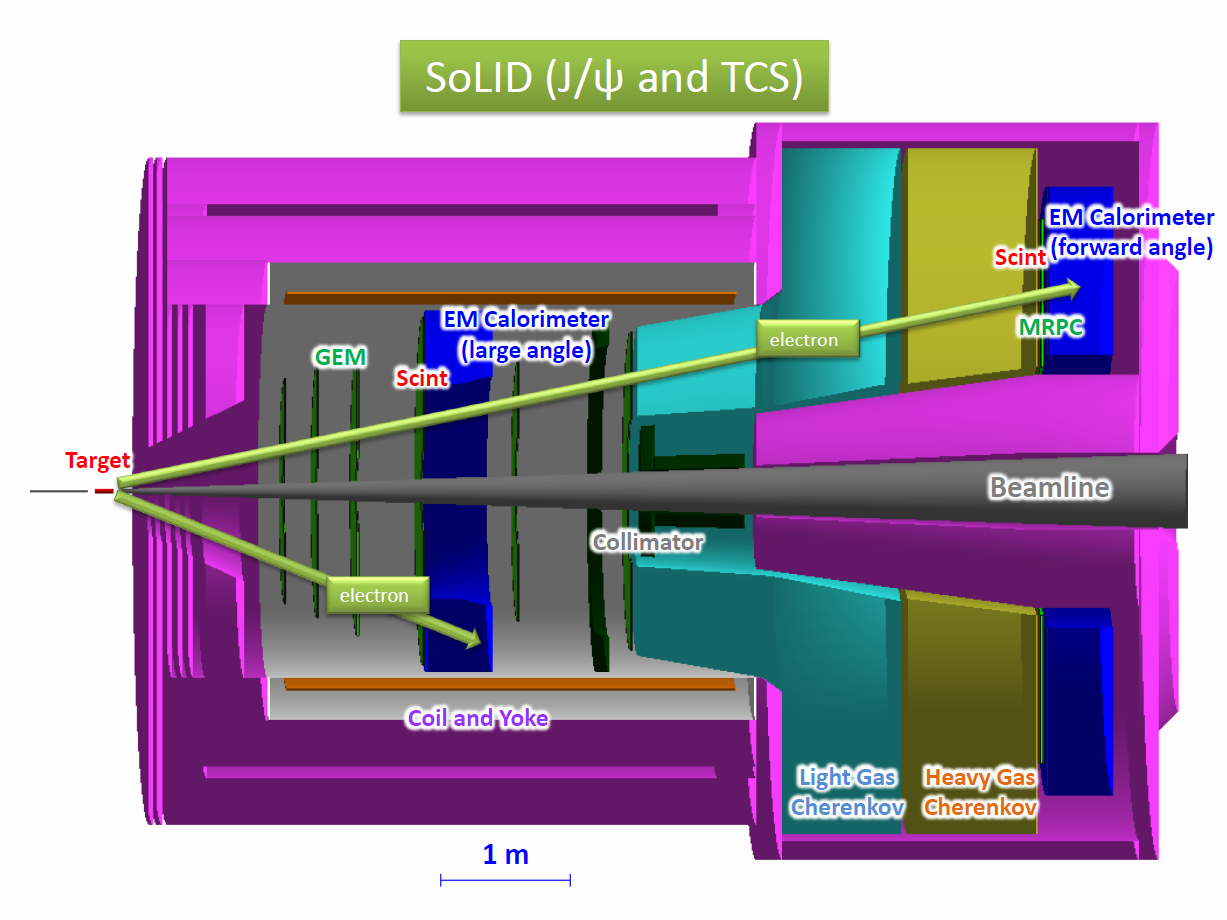 SoLID (J/ψ and TCS)
EM Calorimeter
(forward angle)
Scint
EM Calorimeter
(large angle)
electron
MRPC
GEM
Scint
Target
Beamline
Collimator
electron
Coil and Yoke
Light Gas
Cherenkov
Heavy Gas
Cherenkov
1 m